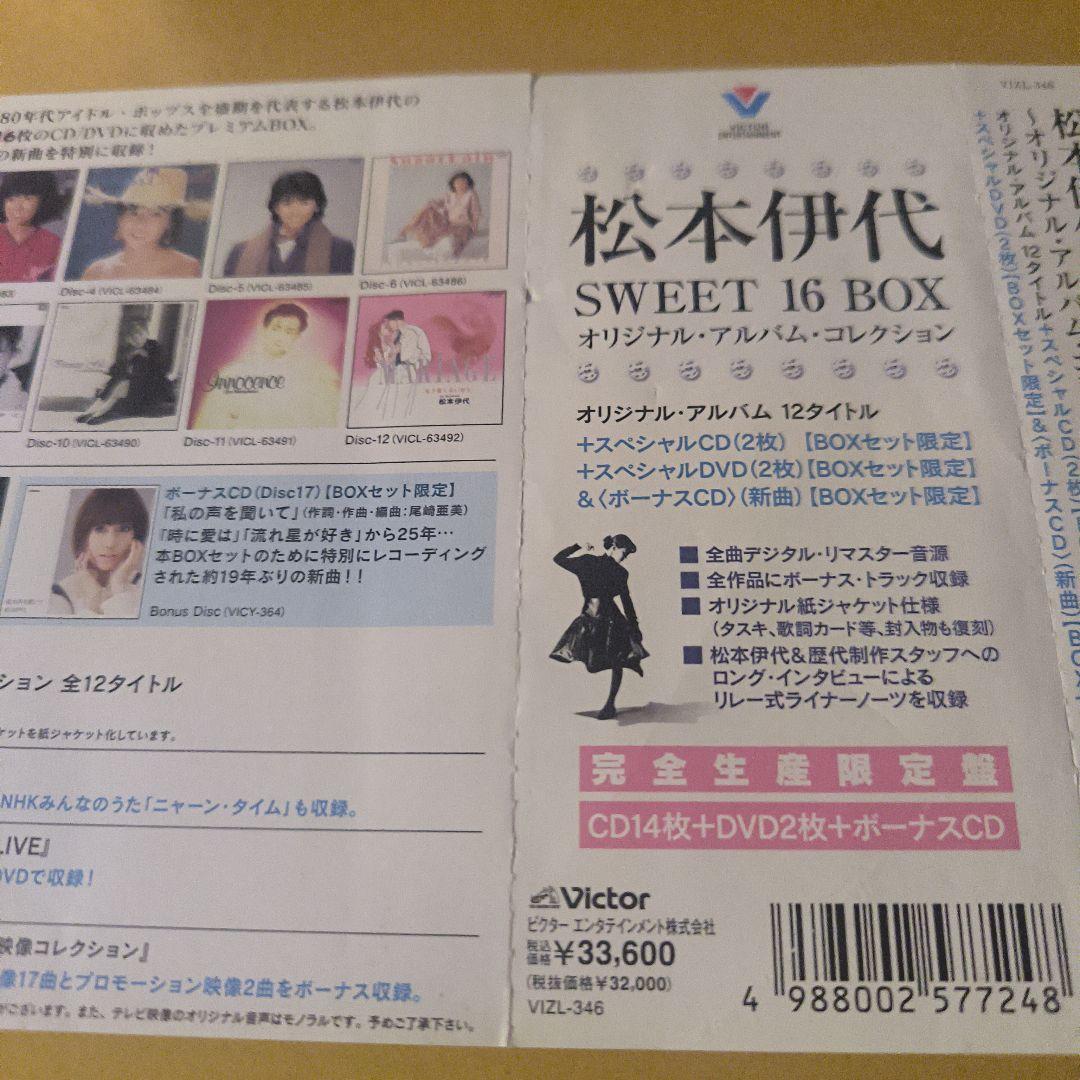 80年代アイドル・ポップス全盛期を代表する松本伊代の
16枚のCD/DVDに収めたプレミアムBOX。
の新曲を特別に収録!
Disc-4 (VICL-63484)
Disc-5 (VICL-63485)
Disc-6 (VICL-63486)
Innocence
MARIAGE
松本伊代
Disc-10 (VICL-63490)
Disc-11 (VICL-63491)
Disc-12 (VICL-63492)
ボーナスCD(Disc17)【BOXセット限定】
「私の声を聞いて」(作詞・作曲・編曲:尾崎亜美)
「時に愛は」「流れ星が好き」から25年…
本BOXセットのために特別にレコーディング
された約19年ぶりの新曲!!
Bonus Disc (VICY-364)
ション 全12タイトル
ケットを紙ジャケット化しています。
NHKみんなのうた「ニャーン・タイム」も収録。
LIVE』
DVDで収録!
映像コレクション』
像17曲とプロモーション映像2曲をボーナス収録。
がございます。また、テレビ映像のオリジナル音声はモノラルです。予めご了承下さい。
VICTOR
ENTERTAINMENT
松本伊代
SWEET 16 BOX
オリジナル・アルバム・コレクション
オリジナル・アルバム 12タイトル
+スペシャルCD(2枚)【BOXセット限定】
+スペシャルDVD(2枚)【BOXセット限定】
&〈ボーナスCD〉(新曲)【BOXセット限定】
■ 全曲デジタル・リマスター音源
■ 全作品にボーナス・トラック収録
■ オリジナル紙ジャケット仕様
(タスキ、歌詞カード等、封入物も復刻)
■ 松本伊代&歴代制作スタッフへの
ロング・インタビューによる
リレー式ライナーノーツを収録
完全生産限定盤
CD14枚+DVD2枚+ボーナスCD
Victor
ビクター エンタテインメント株式会社
税込価格 ¥33,600
(税抜価格¥32,000)
VIZL-346
4 988002 577248
VIZL-346
松本伊代
~オリジナル・アルバム・コ
オリジナル・アルバム 12タイトル+スペシャルCD(2枚)
+スペシャルDVD(2枚)【BOXセット限定】&〈ボーナスCD〉(新曲)【BOX